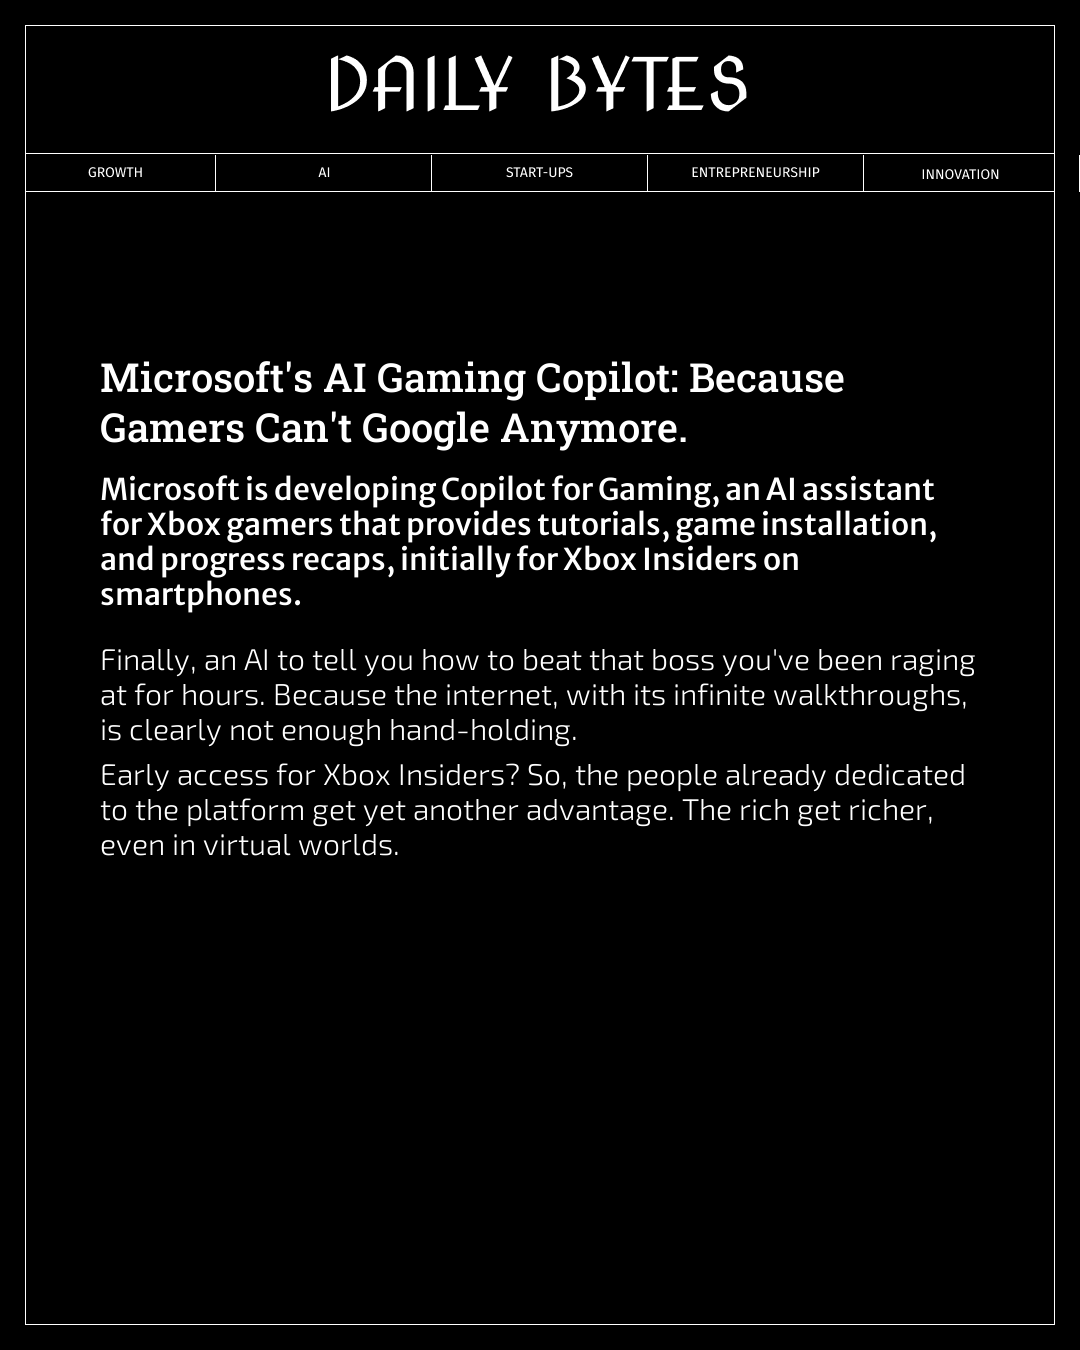 DAILY BYTES
GROWTH
AI
START-UPS
ENTREPRENEURSHIP
INNOVATION
Microsoft's AI Gaming Copilot: Because
Gamers Can't Google Anymore.
Microsoft is developing Copilot for Gaming, an AI assistant
for Xbox gamers that provides tutorials, game installation,
and progress recaps, initially for Xbox Insiders on
smartphones.
Finally, an AI to tell you how to beat that boss you've been raging
at for hours. Because the internet, with its infinite walkthroughs,
is clearly not enough hand-holding.
Early access for Xbox Insiders? So, the people already dedicated
to the platform get yet another advantage. The rich get richer,
even in virtual worlds.